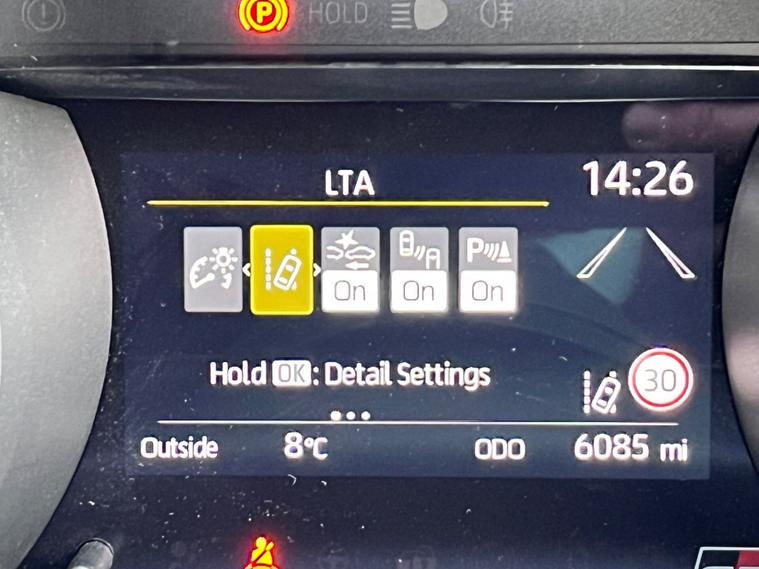 P HOLD
LTA 14:26
P
On On On
Hold OK: Detail Settings
30
Outside 8°C ODO 6085 mi